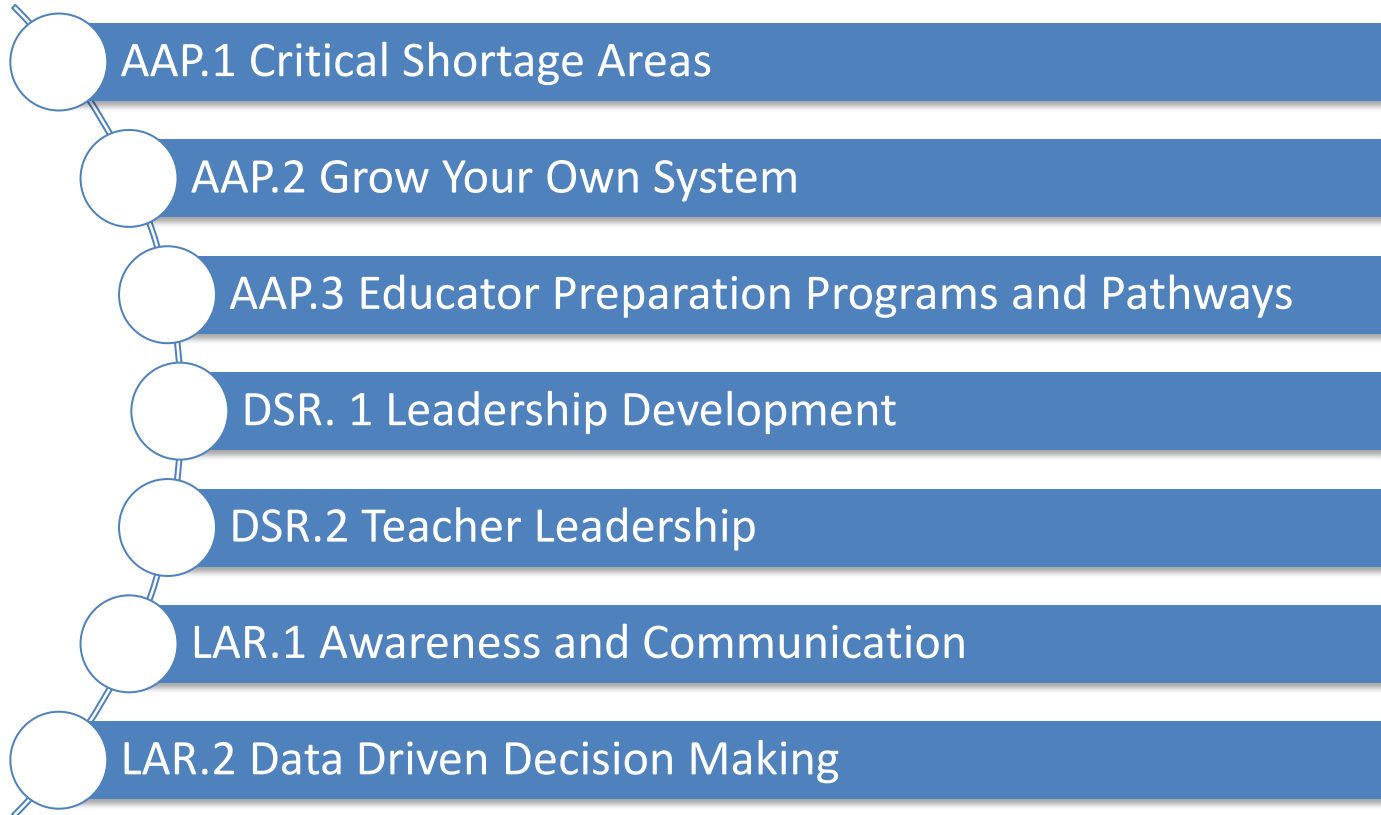 AAP.1 Critical Shortage Areas
AAP.2 Grow Your Own System
AAP.3 Educator Preparation Programs and Pathways
DSR. 1 Leadership Development
DSR.2 Teacher Leadership
LAR.1 Awareness and Communication
LAR.2 Data Driven Decision Making